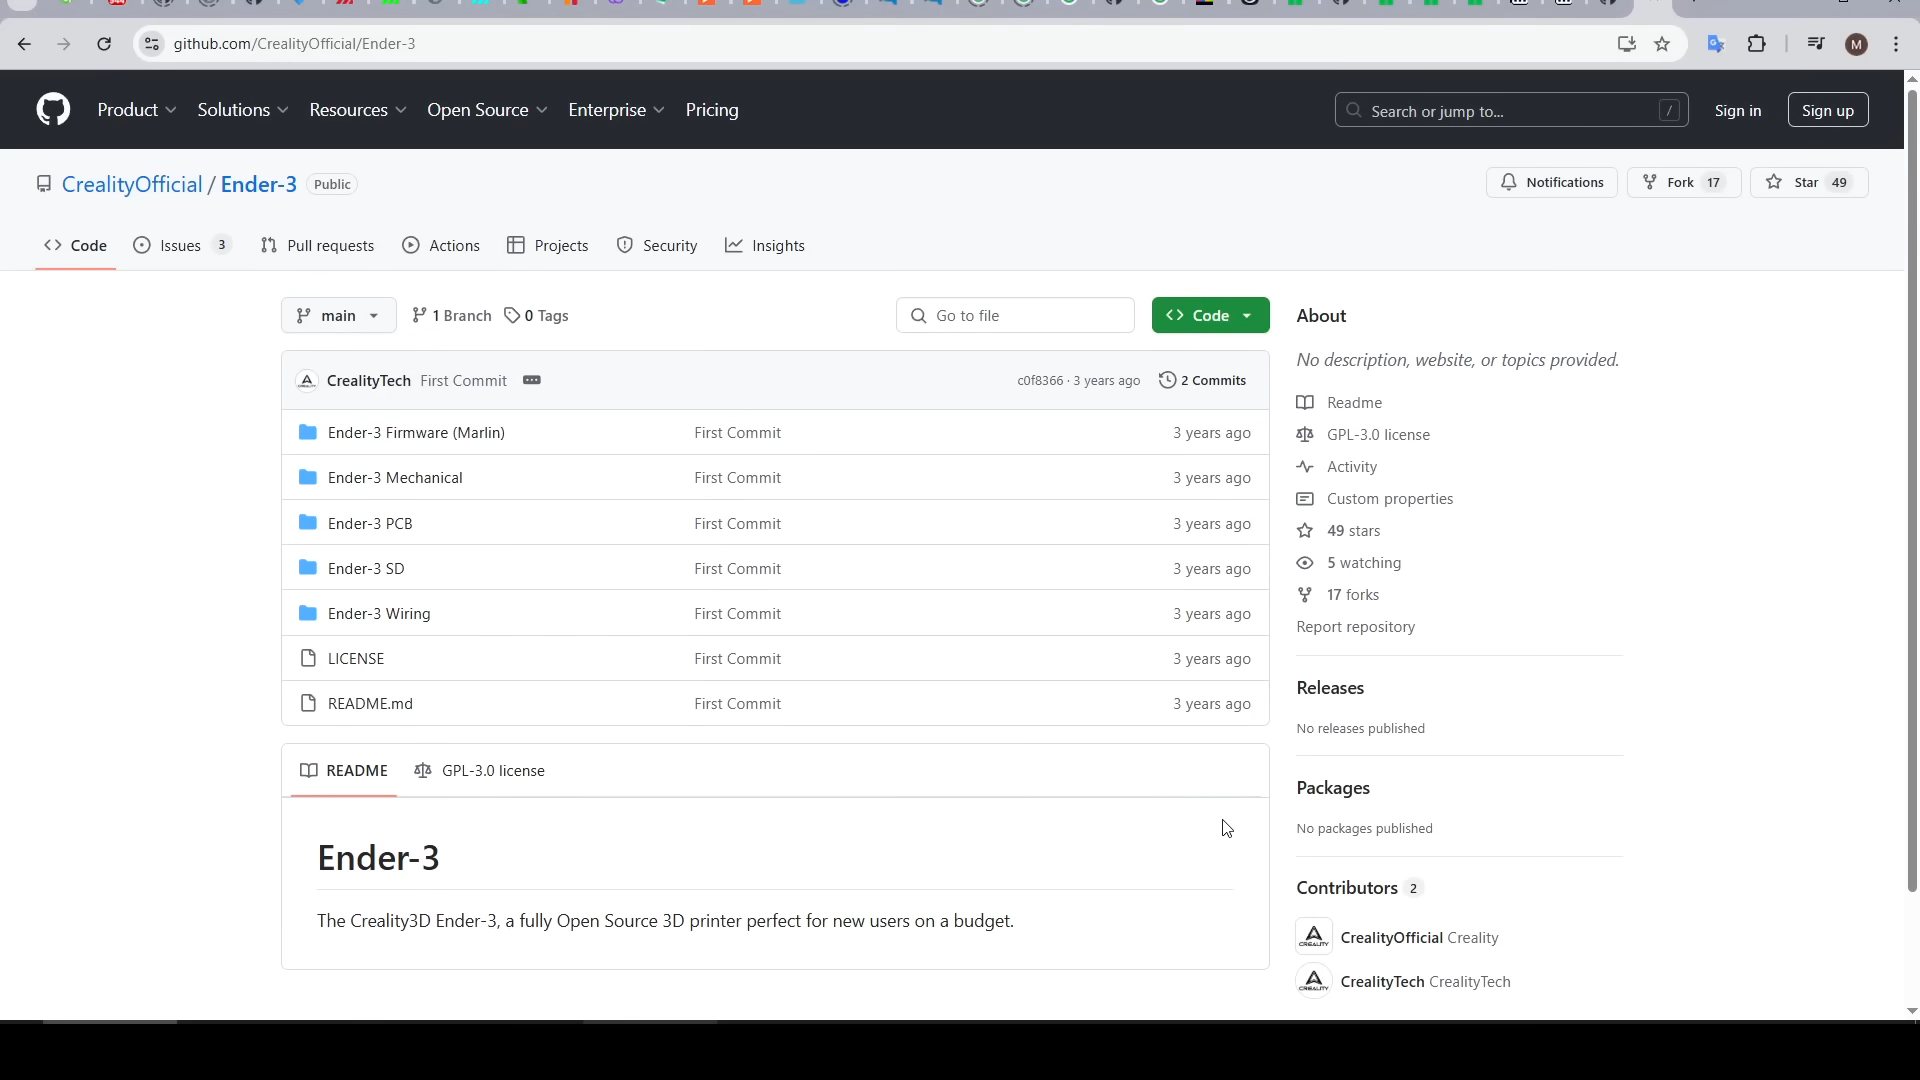 github.com/CrealityOfficial/Ender-3
M
Product Solutions Resources Open Source Enterprise Pricing Search or jump to... / Sign in Sign up
CrealityOfficial / Ender-3 Public Notifications Fork 17 Star 49
Code Issues 3 Pull requests Actions Projects Security Insights
main 1 Branch 0 Tags Go to file Code
CrealityTech First Commit c0f8366 · 3 years ago 2 Commits
Ender-3 Firmware (Marlin) First Commit 3 years ago
Ender-3 Mechanical First Commit 3 years ago
Ender-3 PCB First Commit 3 years ago
Ender-3 SD First Commit 3 years ago
Ender-3 Wiring First Commit 3 years ago
LICENSE First Commit 3 years ago
README.md First Commit 3 years ago
README GPL-3.0 license
Ender-3
The Creality3D Ender-3, a fully Open Source 3D printer perfect for new users on a budget.
About
No description, website, or topics provided.
Readme
GPL-3.0 license
Activity
Custom properties
49 stars
5 watching
17 forks
Report repository
Releases
No releases published
Packages
No packages published
Contributors 2
CREALITY CrealityOfficial Creality
CREALITY CrealityTech CrealityTech